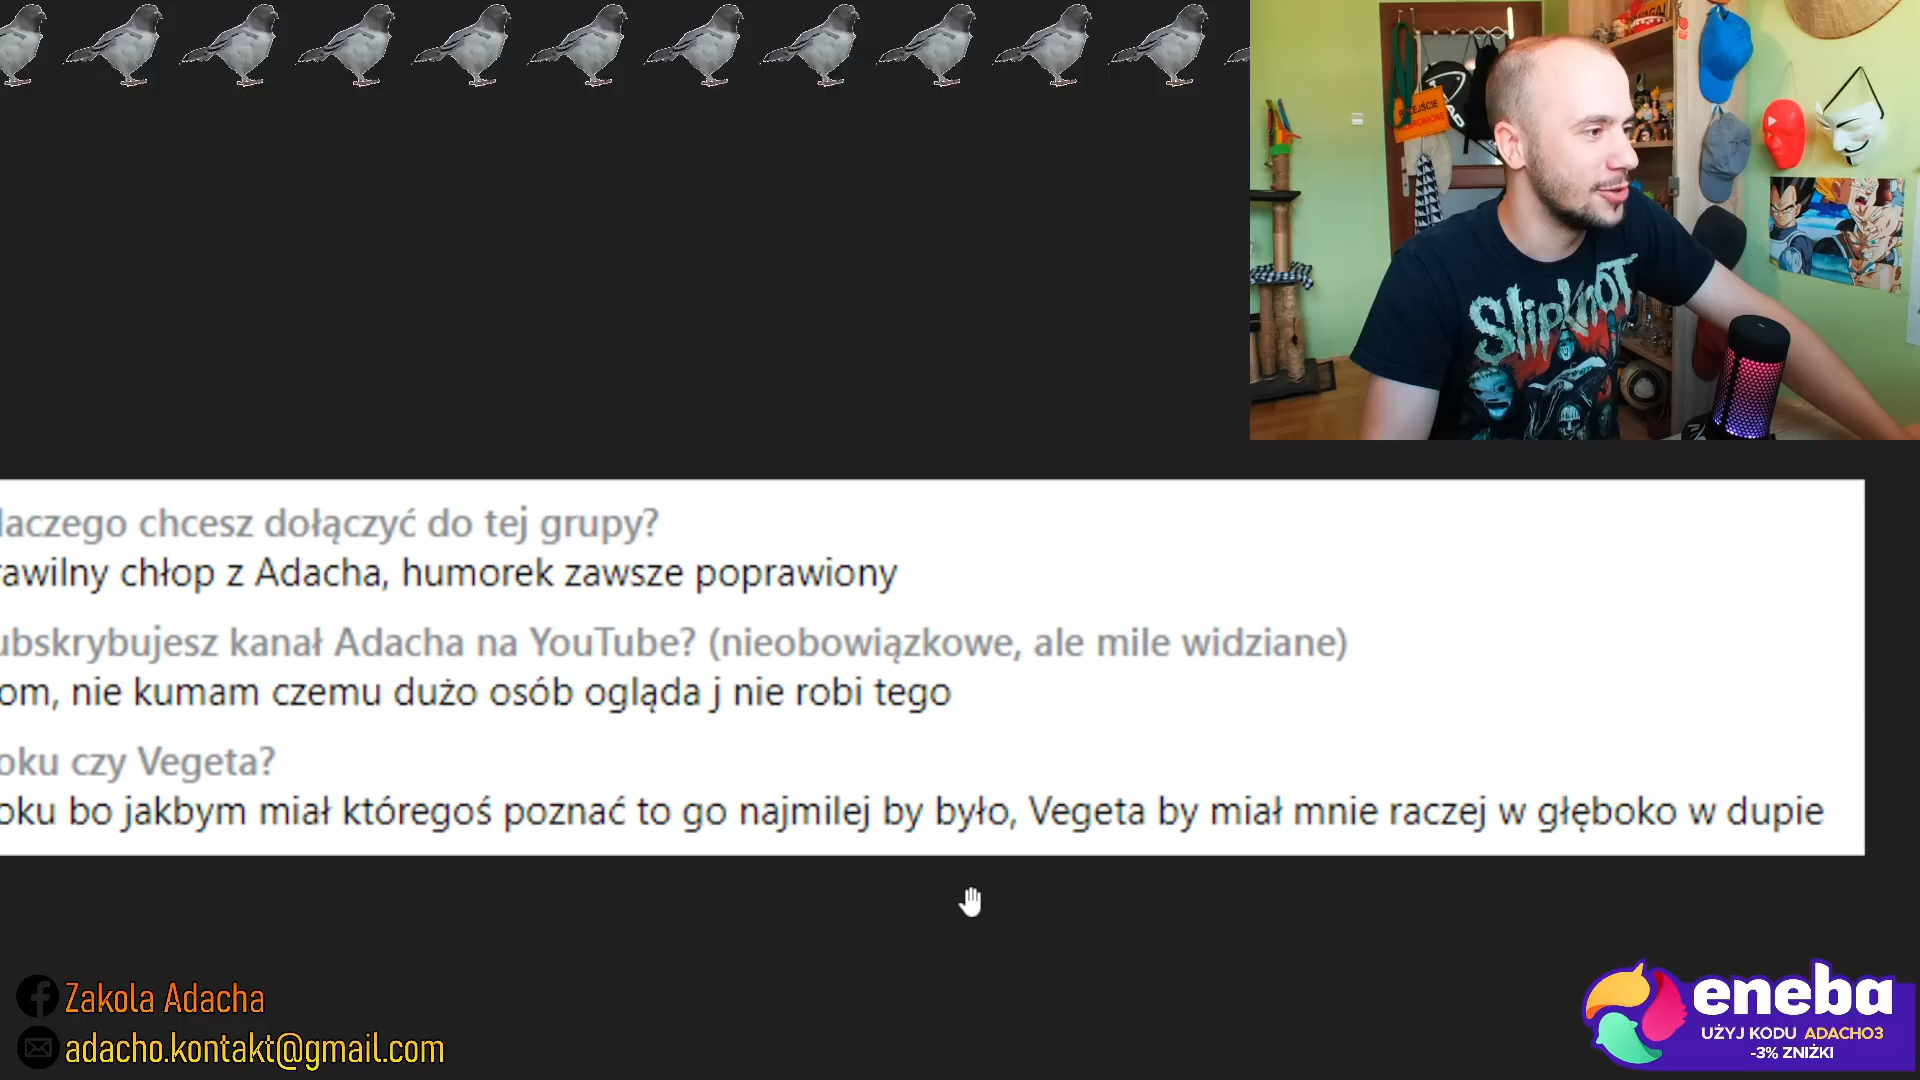 PRZEJŚCIE
Slipknot
laczego chcesz dołączyć do tej grupy?
rawilny chłop z Adacha, humorek zawsze poprawiony
ubskrybujesz kanał Adacha na YouTube? (nieobowiązkowe, ale mile widziane)
om, nie kumam czemu dużo osób ogląda j nie robi tego
oku czy Vegeta?
oku bo jakbym miał któregoś poznać to go najmilej by było, Vegeta by miał mnie raczej w głęboko w dupie
Zakola Adacha
adacho.kontakt@gmail.com
eneba
UŻYJ KODU ADACHO3
-3% ZNIŻKI